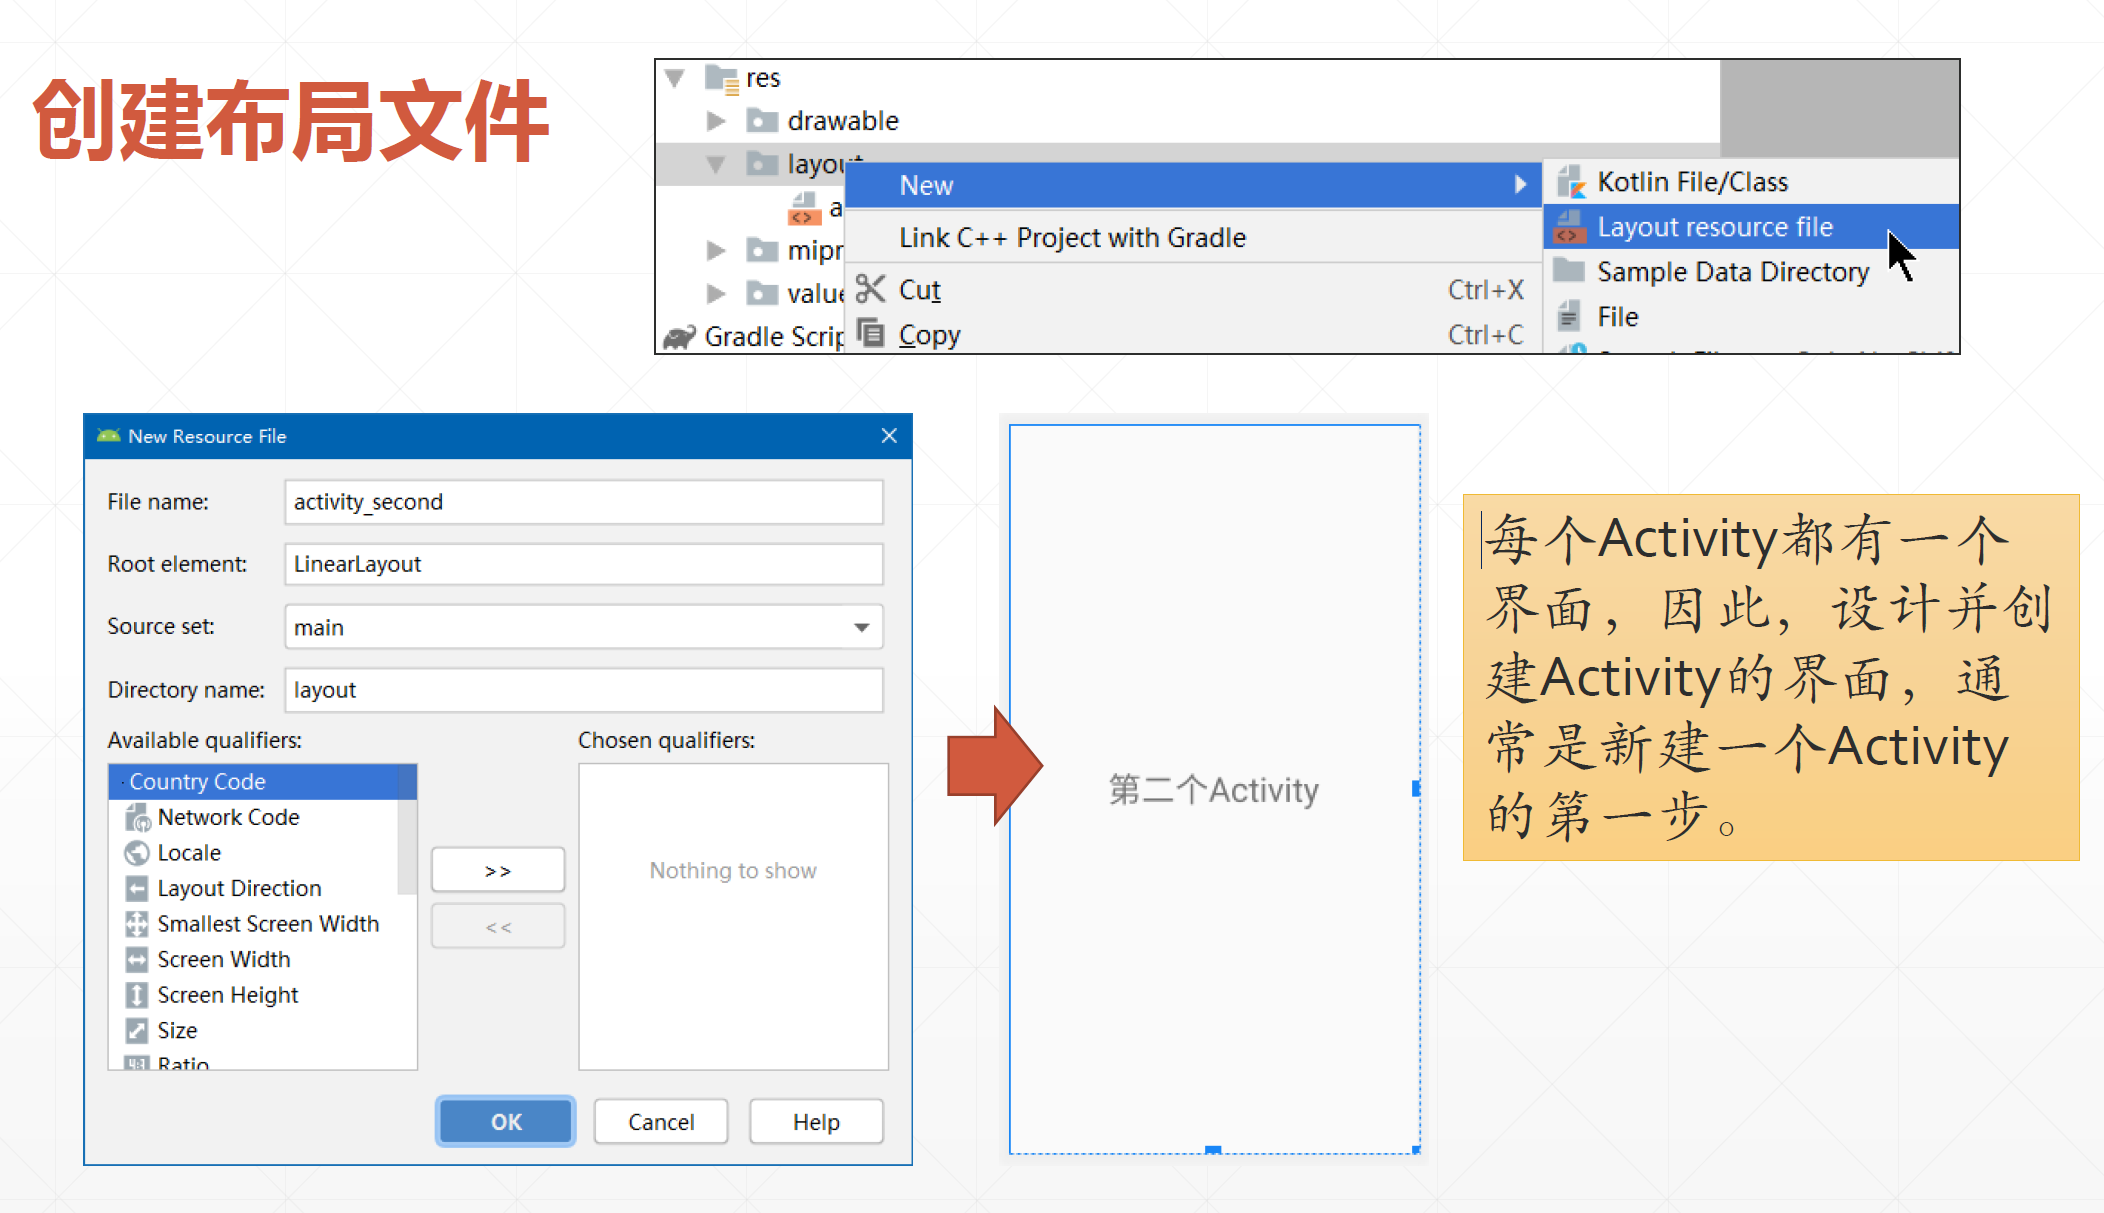 创建布局文件
res
drawable
layout
New
Kotlin File/Class
Layout resource file
Link C++ Project with Gradle
Sample Data Directory
Cut
Ctrl+X
File
Gradle
Copy
Ctrl+C
New Resource File
File name:
activity_second
Root element:
LinearLayout
Source set:
main
Directory name:
layout
Available qualifiers:
Chosen qualifiers:
Country Code
Network Code
Locale
Layout Direction
Smallest Screen Width
Screen Width
Screen Height
Size
Ratio
>>
<<
Nothing to show
OK
Cancel
Help
第二个Activity
每个Activity都有一个
界面，因此，设计并创
建Activity的界面，通
常是新建一个Activity
的第一步。